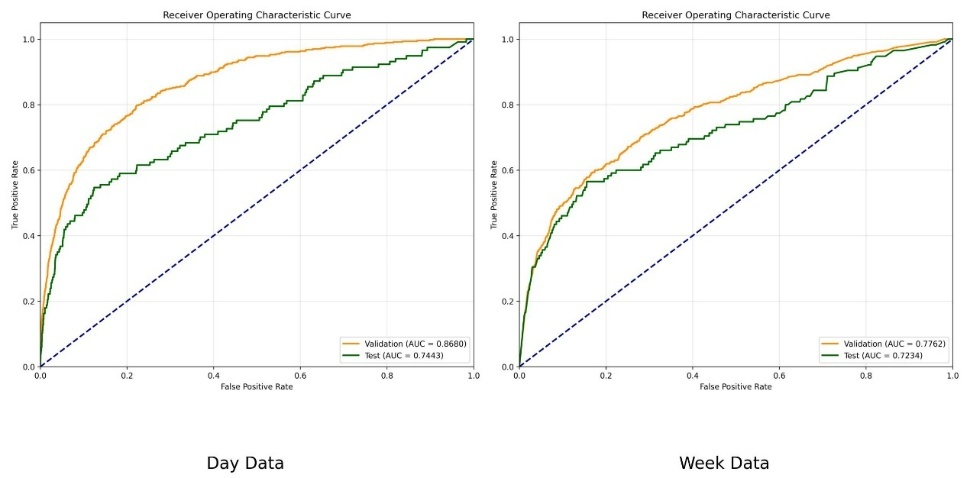 Receiver Operating Characteristic Curve
1.0
0.8
0.6
0.4
0.2
0.0
True Positive Rate
0.0 0.2 0.4 0.6 0.8 1.0
False Positive Rate
Validation (AUC = 0.8680)
Test (AUC = 0.7443)
Day Data
Receiver Operating Characteristic Curve
1.0
0.8
0.6
0.4
0.2
0.0
True Positive Rate
0.0 0.2 0.4 0.6 0.8 1.0
False Positive Rate
Validation (AUC = 0.7762)
Test (AUC = 0.7234)
Week Data